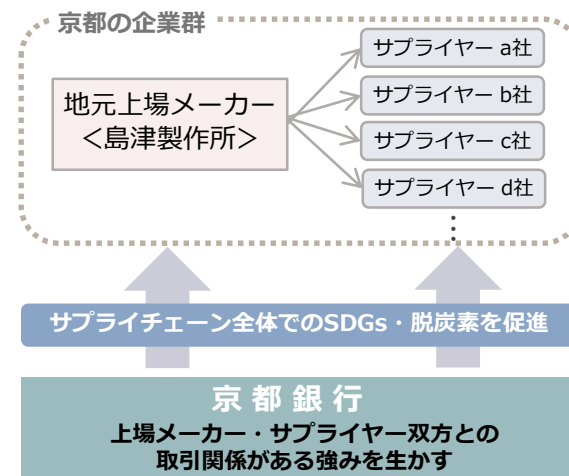 京都の企業群
地元上場メーカー
<島津製作所>
サプライヤー a社
サプライヤー b社
サプライヤー c社
サプライヤー d社
⋮
サプライチェーン全体でのSDGs・脱炭素を促進
京都銀行
上場メーカー・サプライヤー双方との
取引関係がある強みを生かす